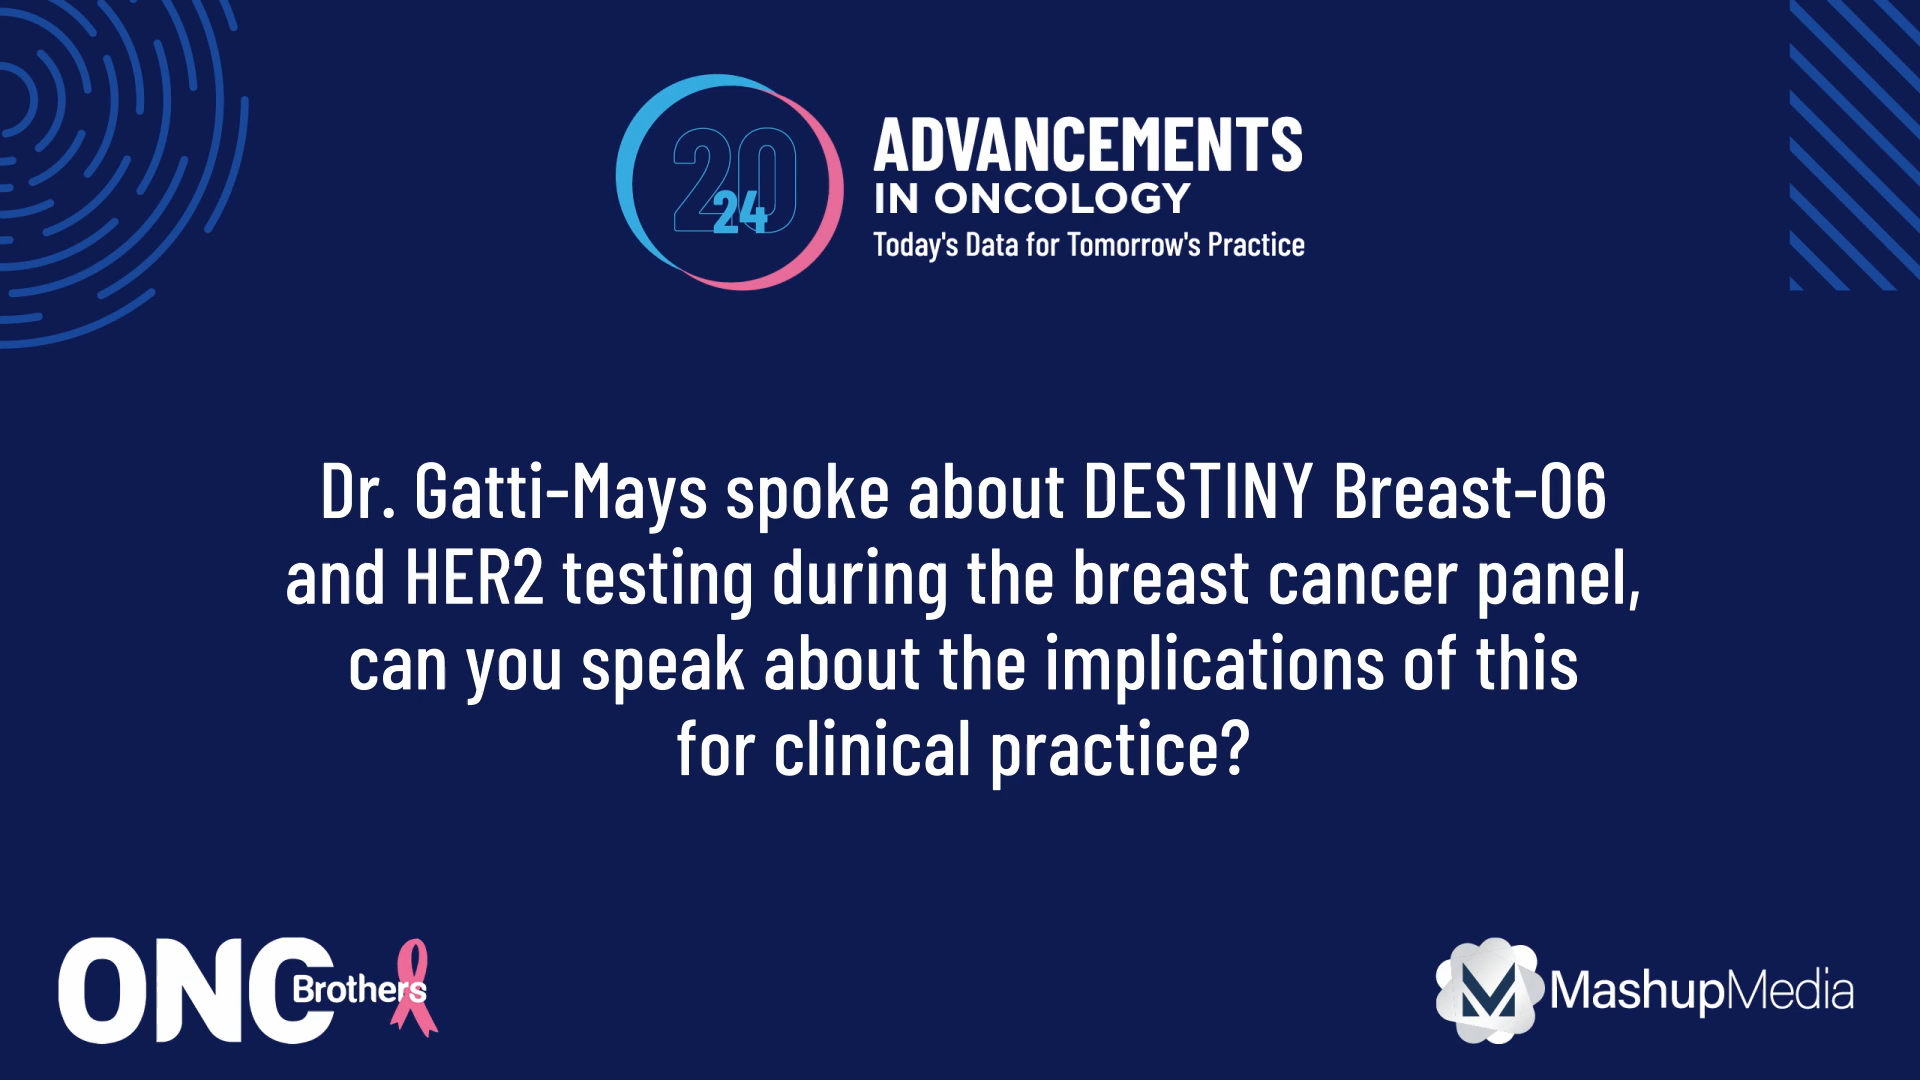 2024
ADVANCEMENTS
IN ONCOLOGY
Today's Data for Tomorrow's Practice
Dr. Gatti-Mays spoke about DESTINY Breast-06
and HER2 testing during the breast cancer panel,
can you speak about the implications of this
for clinical practice?
ONC Brothers
M MashupMedia